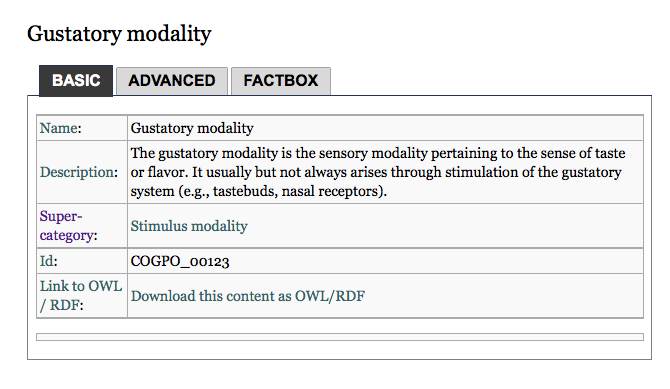 Gustatory modality
BASIC ADVANCED FACTBOX
Name: Gustatory modality
Description: The gustatory modality is the sensory modality pertaining to the sense of taste
or flavor. It usually but not always arises through stimulation of the gustatory
system (e.g., tastebuds, nasal receptors).
Super-
category: Stimulus modality
Id: COGPO_00123
Link to OWL
/ RDF: Download this content as OWL/RDF